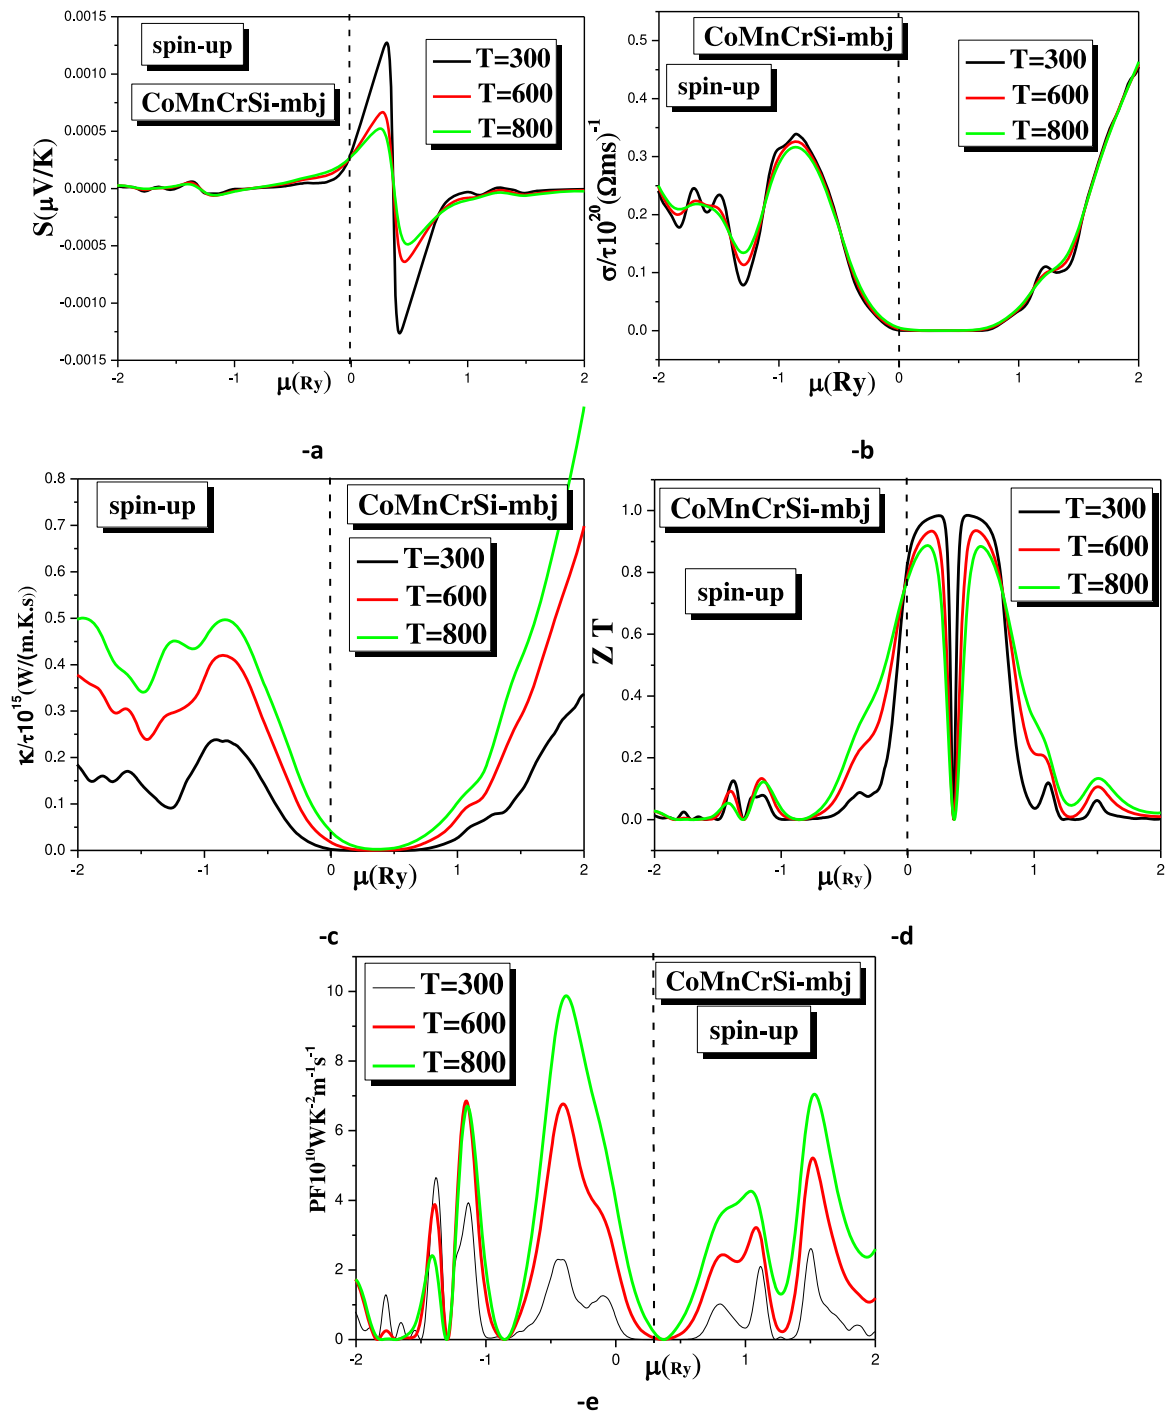 0.0015
0.0010
0.0005
0.0000
-0.0005
-0.0010
-0.0015
S(μV/K)
spin-up
CoMnCrSi-mbj
T=300
T=600
T=800
-2 -1 0 1 2
μ(Ry)
-a
0.5
0.4
0.3
0.2
0.1
0.0
σ/τ10²⁰(Ωms)⁻¹
CoMnCrSi-mbj
spin-up
T=300
T=600
T=800
-2 -1 0 1 2
μ(Ry)
-b
0.8
0.7
0.6
0.5
0.4
0.3
0.2
0.1
0.0
κ/τ10¹⁵(W/(m.K.s))
spin-up
CoMnCrSi-mbj
T=300
T=600
T=800
-2 -1 0 1 2
μ(Ry)
-c
1.0
0.8
0.6
0.4
0.2
0.0
Z T
CoMnCrSi-mbj
spin-up
T=300
T=600
T=800
-2 -1 0 1 2
μ(Ry)
-d
10
8
6
4
2
0
PF10¹⁰WK⁻²m⁻¹s⁻¹
T=300
T=600
T=800
CoMnCrSi-mbj
spin-up
-2 -1 0 1 2
μ(Ry)
-e